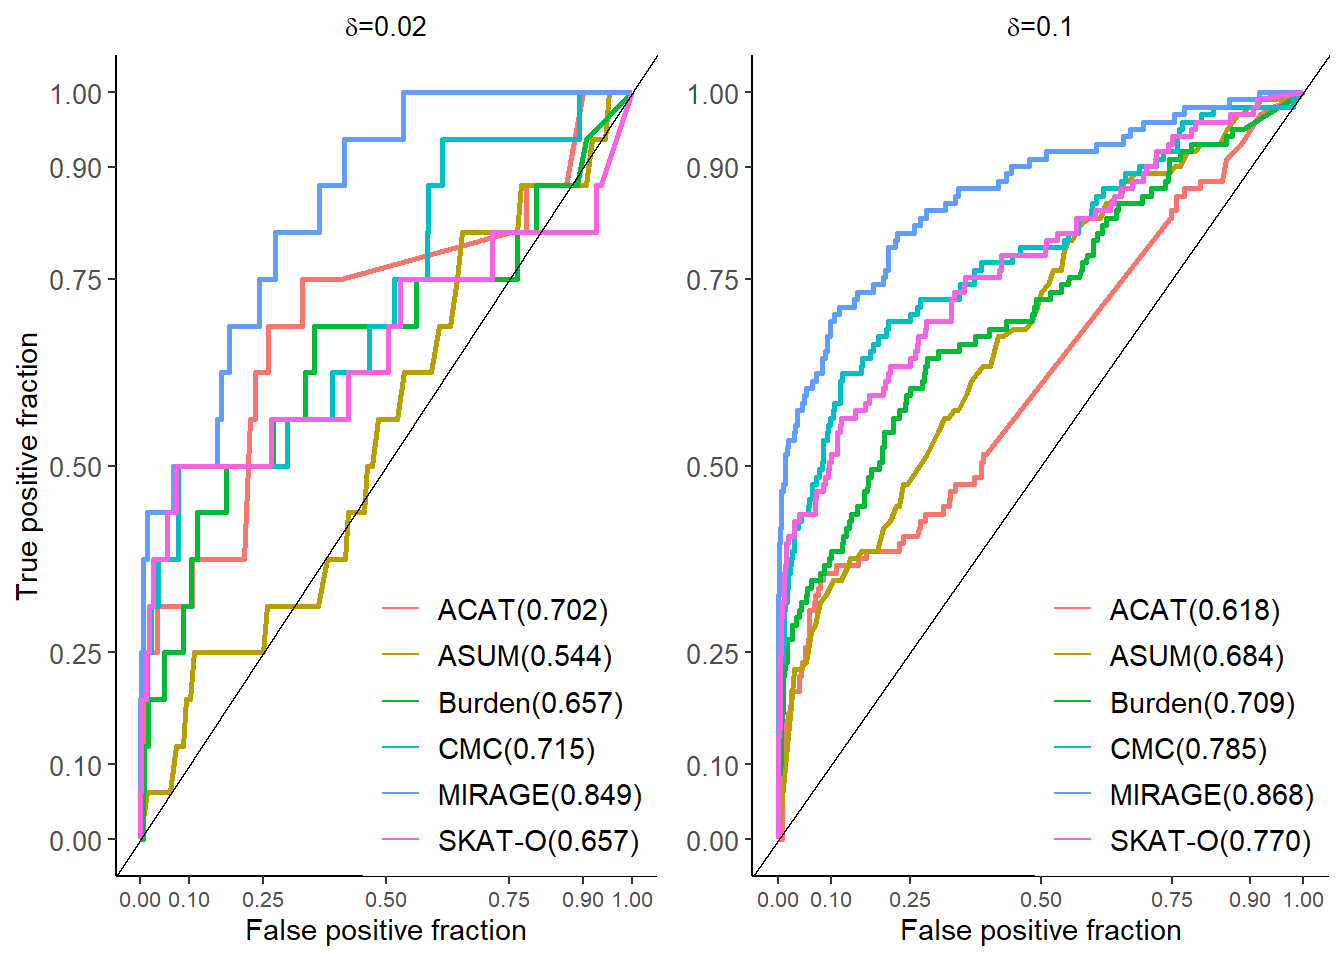 δ=0.02
True positive fraction
1.00
0.90
0.75
0.50
0.25
0.10
0.00
ACAT(0.702)
ASUM(0.544)
Burden(0.657)
CMC(0.715)
MIRAGE(0.849)
SKAT-O(0.657)
0.00 0.10 0.25 0.50 0.75 0.90 1.00
False positive fraction
δ=0.1
1.00
0.90
0.75
0.50
0.25
0.10
0.00
ACAT(0.618)
ASUM(0.684)
Burden(0.709)
CMC(0.785)
MIRAGE(0.868)
SKAT-O(0.770)
0.00 0.10 0.25 0.50 0.75 0.90 1.00
False positive fraction